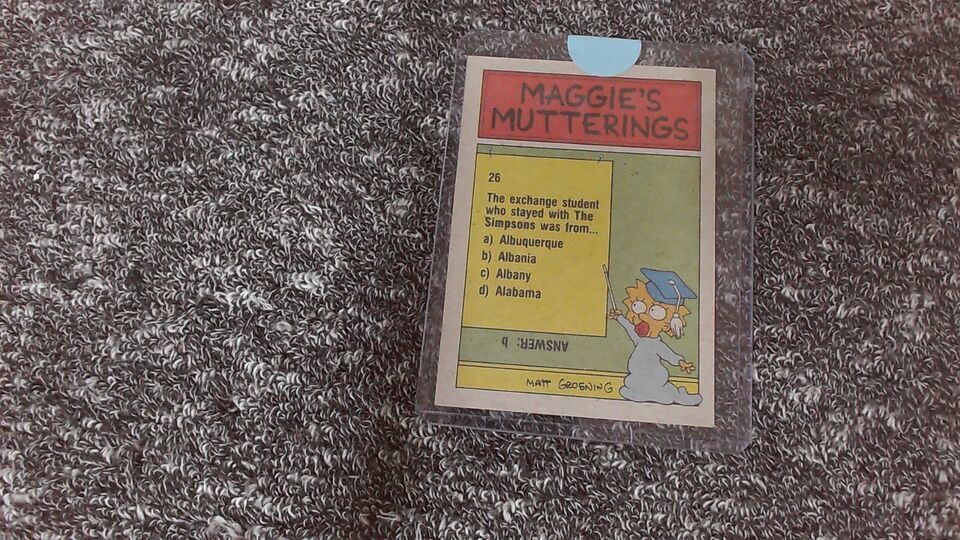 MAGGIE'S
MUTTERINGS
26
The exchange student
who stayed with The
Simpsons was from...
a) Albuquerque
b) Albania
c) Albany
d) Alabama
ANSWER: b
MATT GROENING